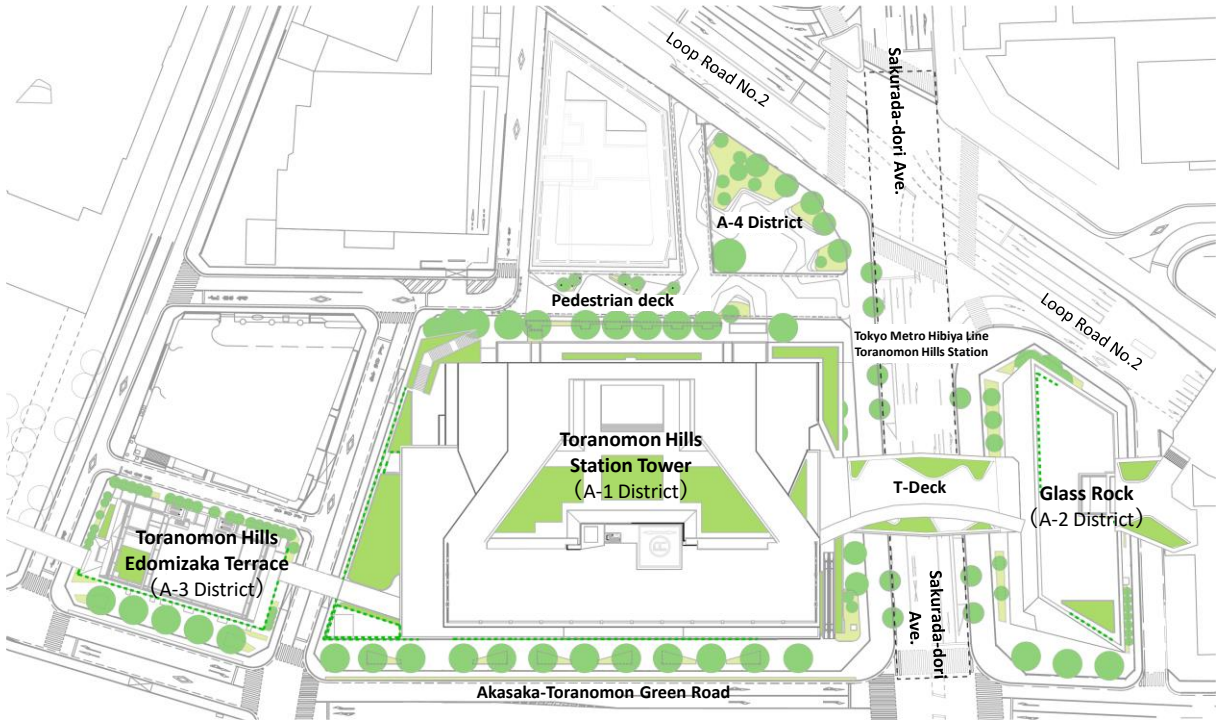 Loop Road No.2
Sakurada-dori Ave.
A-4 District
Pedestrian deck
Loop Road No.2
Tokyo Metro Hibiya Line
Toranomon Hills Station
Toranomon Hills
Station Tower
（A-1 District）
T-Deck
Glass Rock
（A-2 District）
Toranomon Hills
Edomizaka Terrace
（A-3 District）
Sakurada-dori
Ave.
Akasaka-Toranomon Green Road